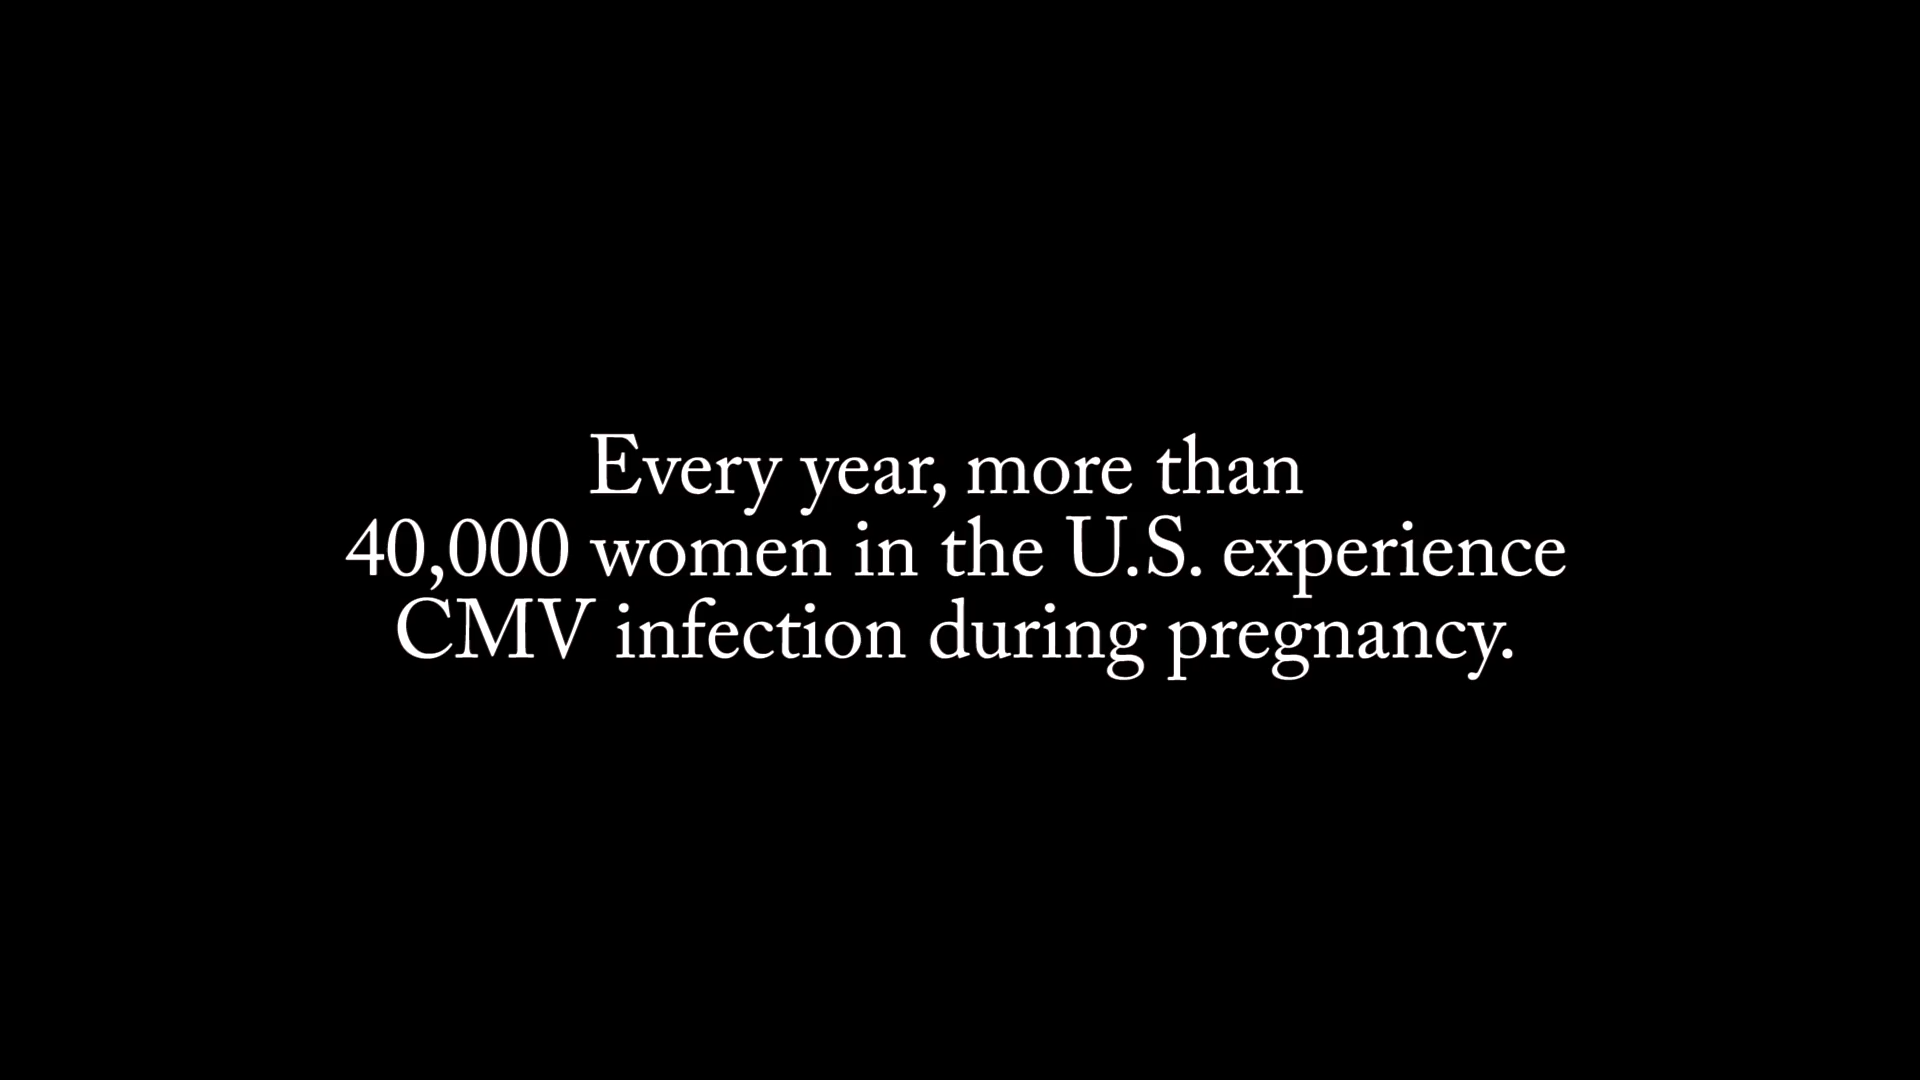 Every year, more than
40,000 women in the U.S. experience
CMV infection during pregnancy.